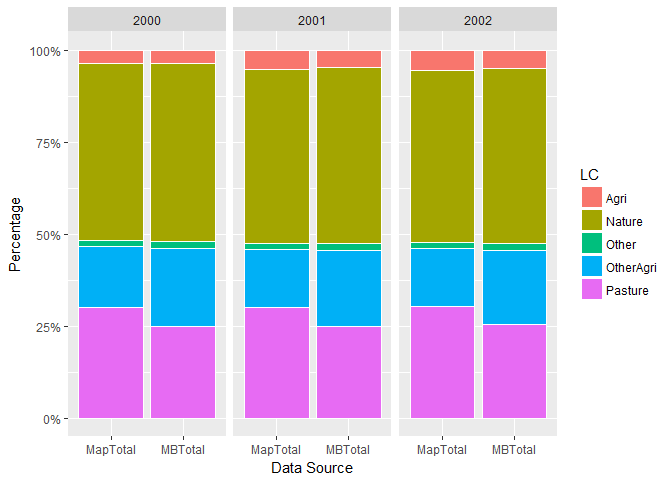 2000 2001 2002
100%
75%
50%
25%
0%
Percentage
MapTotal MBTotal MapTotal MBTotal MapTotal MBTotal
Data Source
LC
Agri
Nature
Other
OtherAgri
Pasture